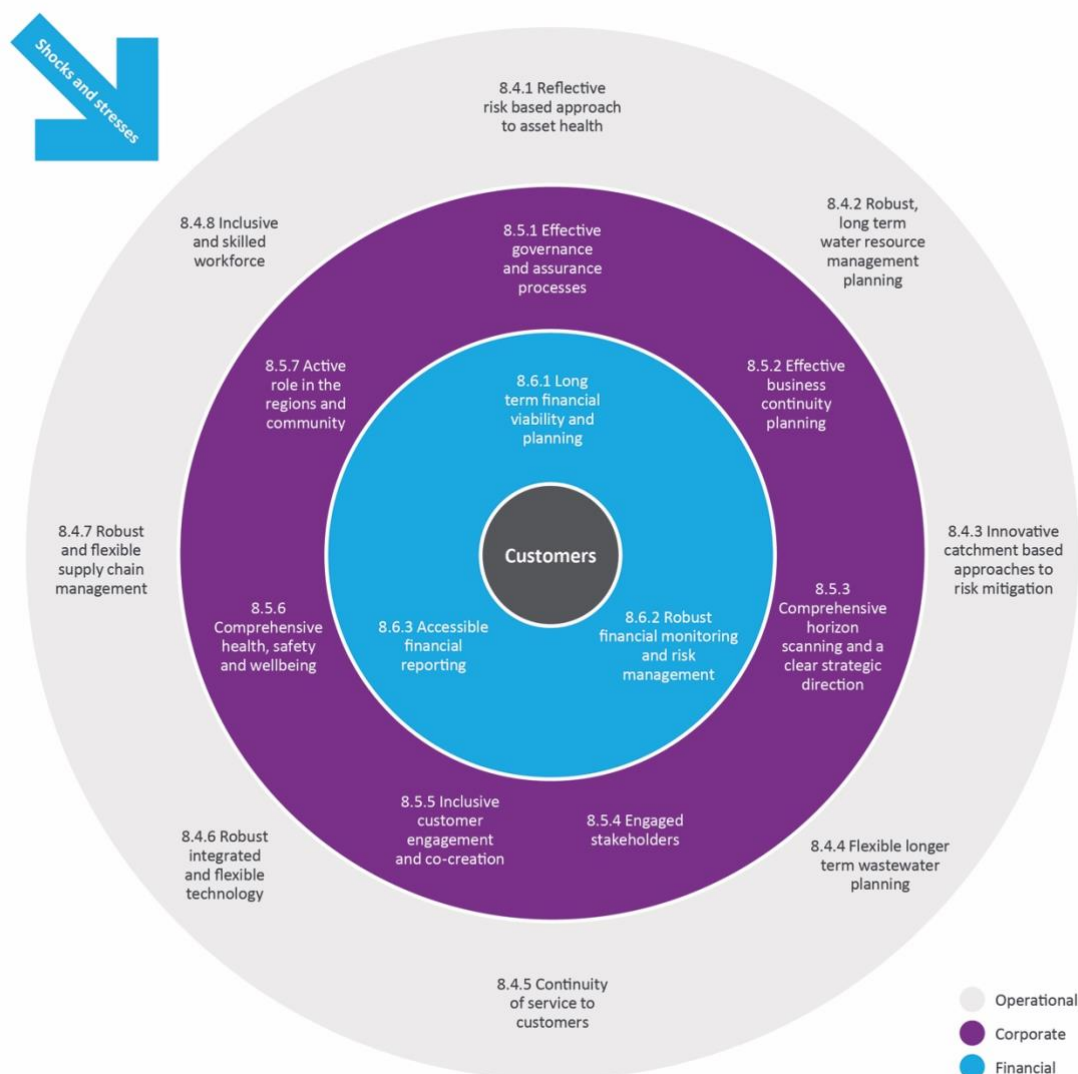 Shocks and stresses
8.4.1 Reflective
risk based approach
to asset health
8.4.2 Robust,
long term
water resource
management
planning
8.4.3 Innovative
catchment based
approaches to
risk mitigation
8.4.4 Flexible longer
term wastewater
planning
8.4.5 Continuity
of service to
customers
8.4.6 Robust
integrated
and flexible
technology
8.4.7 Robust
and flexible
supply chain
management
8.4.8 Inclusive
and skilled
workforce
8.5.1 Effective
governance
and assurance
processes
8.5.2 Effective
business
continuity
planning
8.5.3
Comprehensive
horizon
scanning and a
clear strategic
direction
8.5.4 Engaged
stakeholders
8.5.5 Inclusive
customer
engagement
and co-creation
8.5.6
Comprehensive
health, safety
and wellbeing
8.5.7 Active
role in the
regions and
community
8.6.1 Long
term financial
viability and
planning
8.6.2 Robust
financial monitoring
and risk
management
8.6.3 Accessible
financial
reporting
Customers
Operational
Corporate
Financial